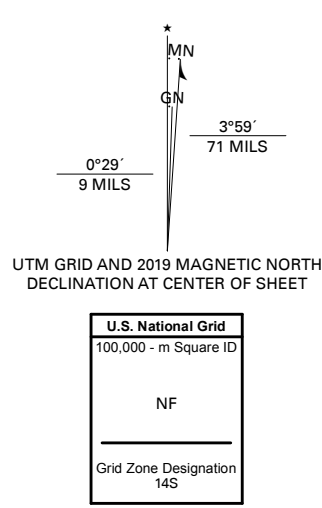 ★
MN
GN
3°59´
71 MILS
0°29´
9 MILS
UTM GRID AND 2019 MAGNETIC NORTH
DECLINATION AT CENTER OF SHEET
U.S. National Grid
100,000 - m Square ID
NF
Grid Zone Designation
14S